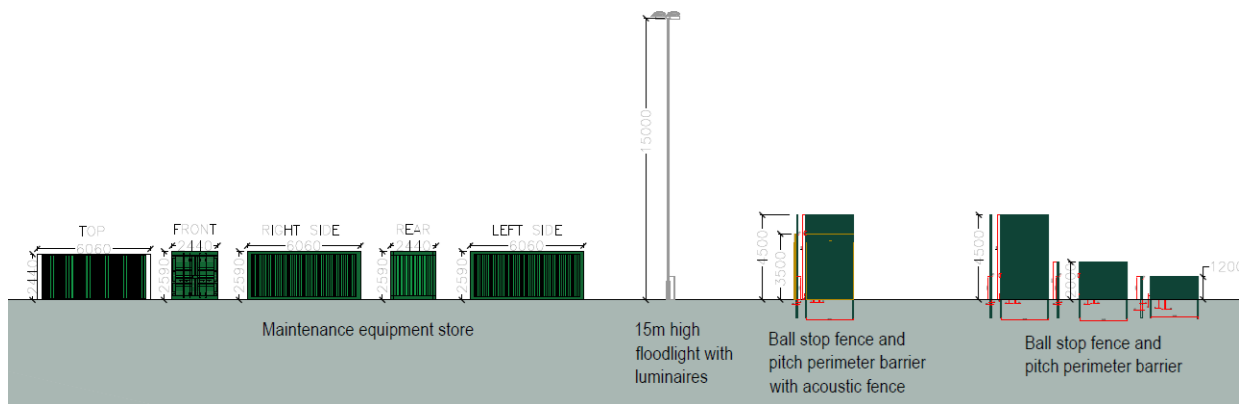 TOP
6060
2440
FRONT
2440
2590
RIGHT SIDE
6060
2590
REAR
2440
2590
LEFT SIDE
6060
2590
Maintenance equipment store
15000
15m high
floodlight with
luminaires
4500
3500
Ball stop fence and
pitch perimeter barrier
with acoustic fence
4500
1200
Ball stop fence and
pitch perimeter barrier